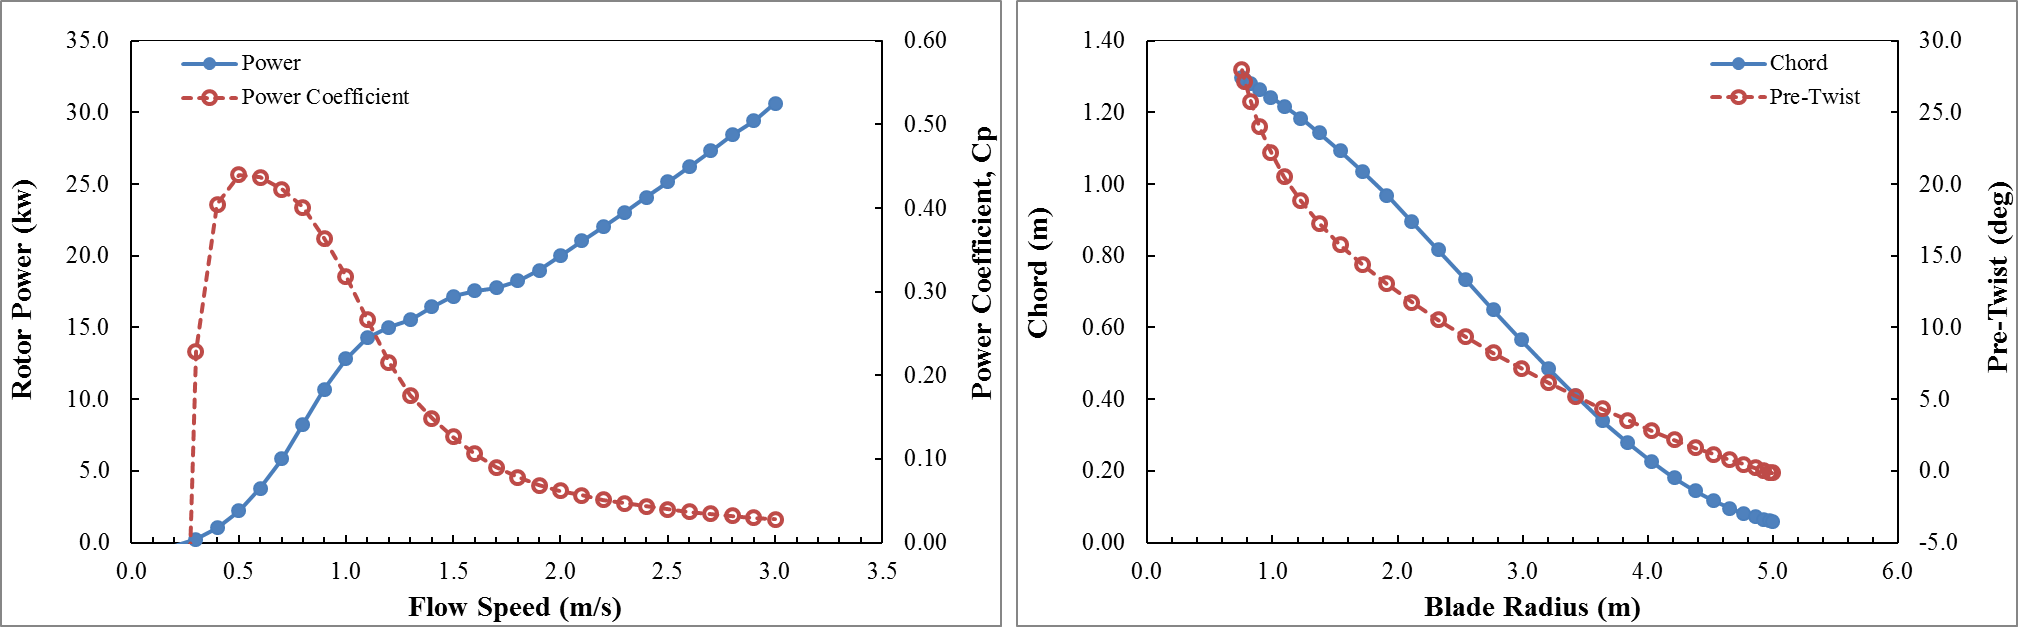 35.0
30.0
25.0
20.0
15.0
10.0
5.0
0.0
Rotor Power (kw)
Power
Power Coefficient
0.60
0.50
0.40
0.30
0.20
0.10
0.00
Power Coefficient, Cp
0.0 0.5 1.0 1.5 2.0 2.5 3.0 3.5
Flow Speed (m/s)
1.40
1.20
1.00
0.80
0.60
0.40
0.20
0.00
Chord (m)
Chord
Pre-Twist
30.0
25.0
20.0
15.0
10.0
5.0
0.0
-5.0
Pre-Twist (deg)
0.0 1.0 2.0 3.0 4.0 5.0 6.0
Blade Radius (m)